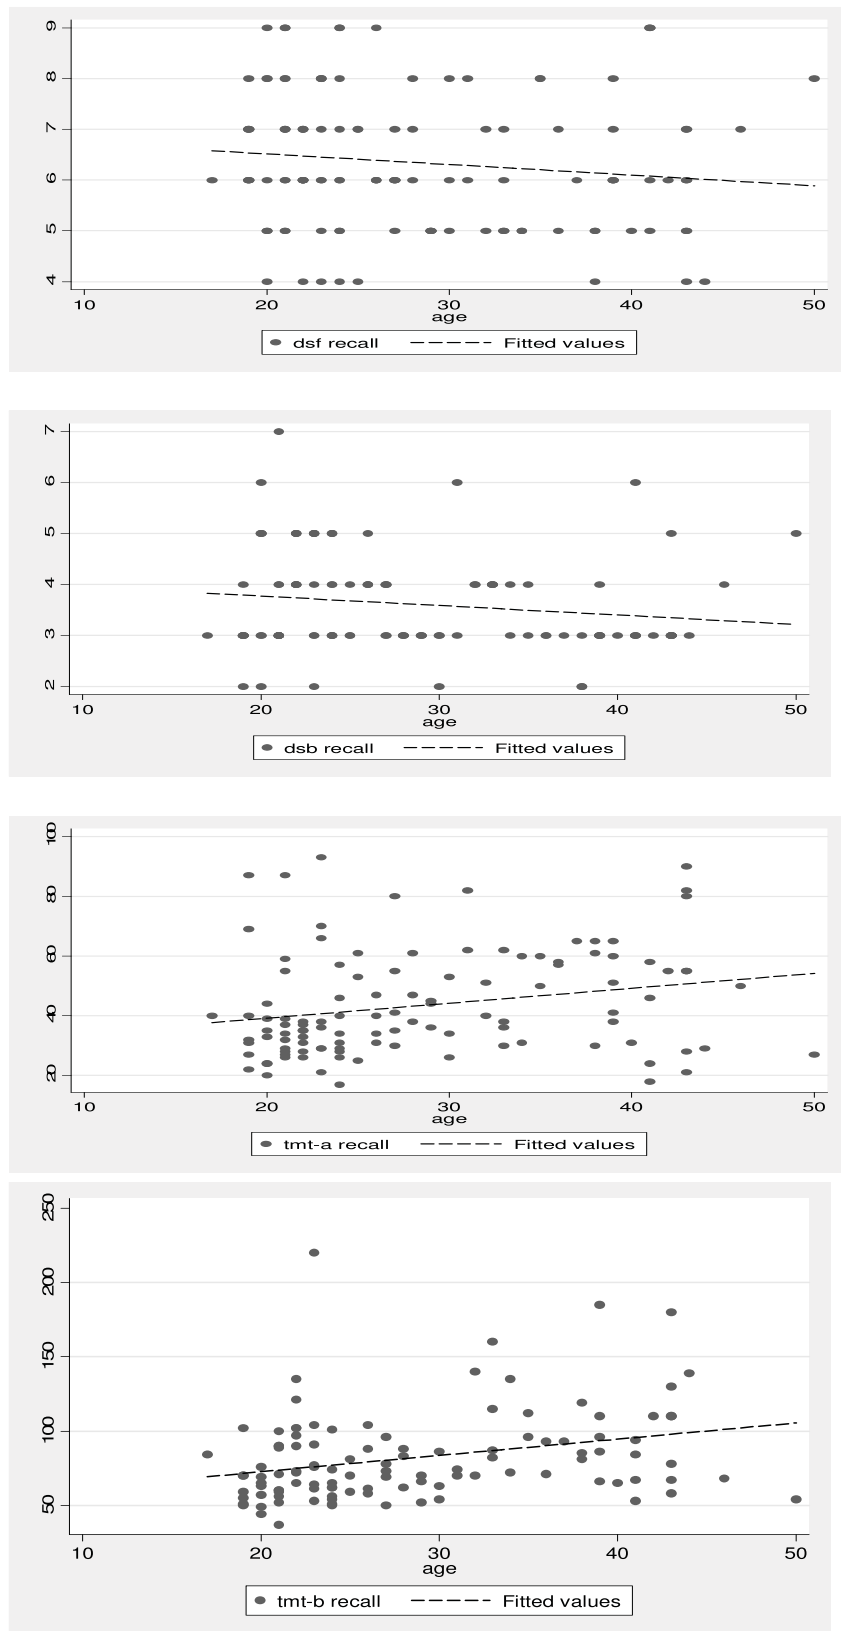 9
8
7
6
5
4
10 20 30 40 50
age
dsf recall Fitted values
7
6
5
4
3
2
10 20 30 40 50
age
dsb recall Fitted values
100
80
60
40
20
10 20 30 40 50
age
tmt-a recall Fitted values
250
200
150
100
50
10 20 30 40 50
age
tmt-b recall Fitted values